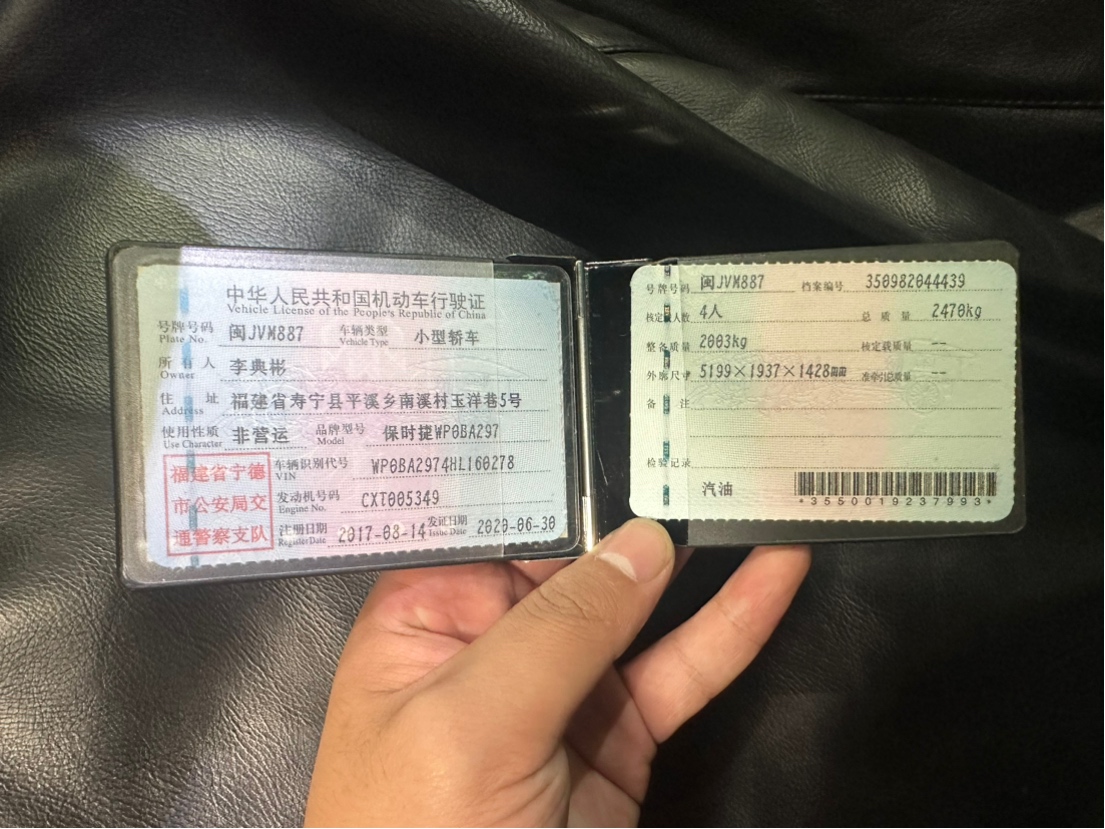 中华人民共和国机动车行驶证
Vehicle License of the People's Republic of China
号牌号码 闽JVM887 车辆类型 小型轿车
Plate No. Vehicle Type
所有人 李典彬
Owner
住址 福建省寿宁县平溪乡南溪村玉洋巷5号
Address
使用性质 非营运 品牌型号 保时捷WP0BA297
Use Character Model
福建省宁德
市公安局交
通警察支队
车辆识别代号 WP0BA2974HL160278
VIN
发动机号码 CXT005349
Engine No.
注册日期 2017-08-14 发证日期 2020-06-30
Register Date Issue Date
号牌号码 闽JVM887 档案编号 350982044439
核定载人数 4人 总质量 2470kg
整备质量 2003kg 核定载质量 --
外廓尺寸 5199×1937×1428mm 准牵引总质量 --
备注
检验记录
汽油
*3550019237993*